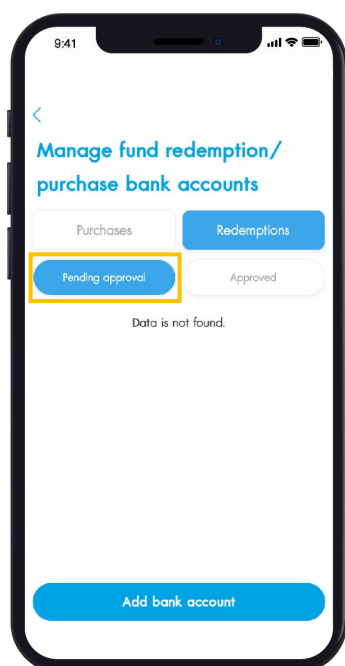 9:41
Manage fund redemption/
purchase bank accounts
Purchases Redemptions
Pending approval Approved
Data is not found.
Add bank account